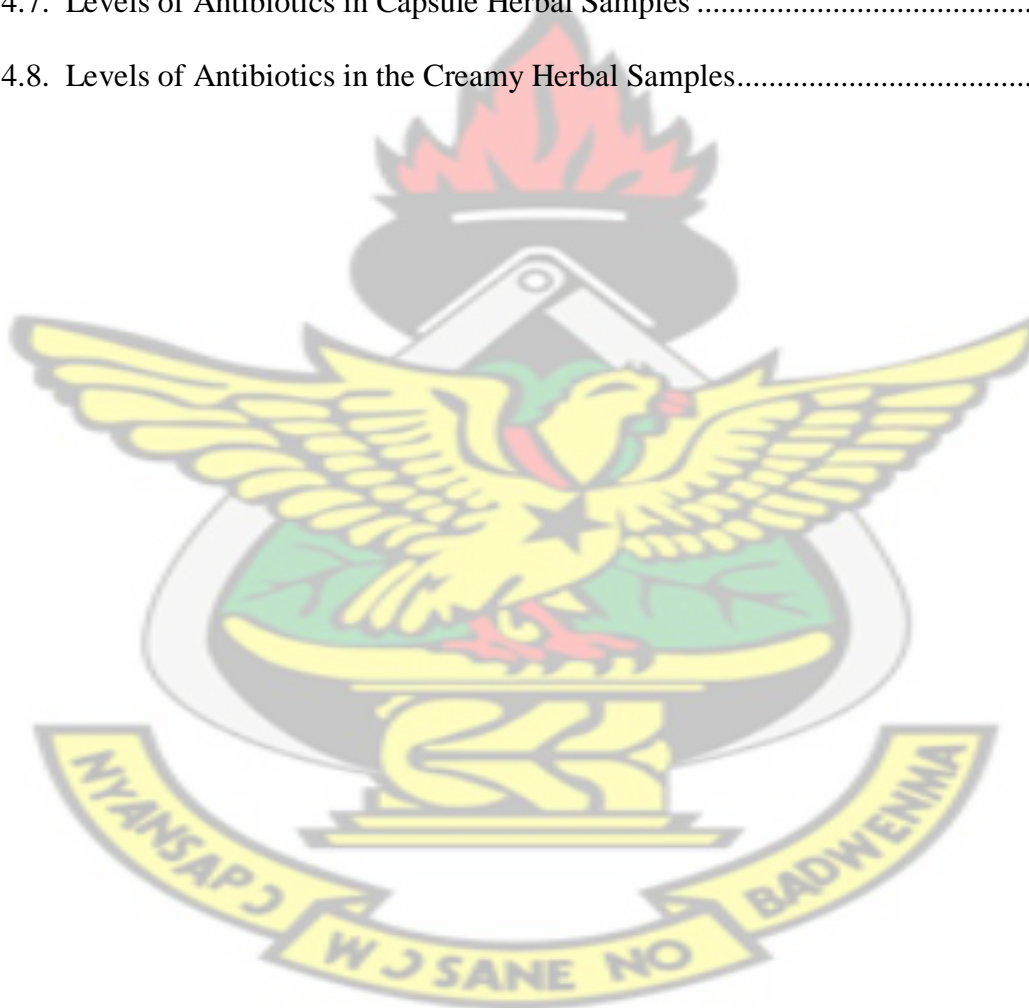 4.7. Levels of Antibiotics in Capsule Herbal Samples ....................................
4.8. Levels of Antibiotics in the Creamy Herbal Samples...................................
NYANSAPƆ
WƆ SANE NO
BADWENMA